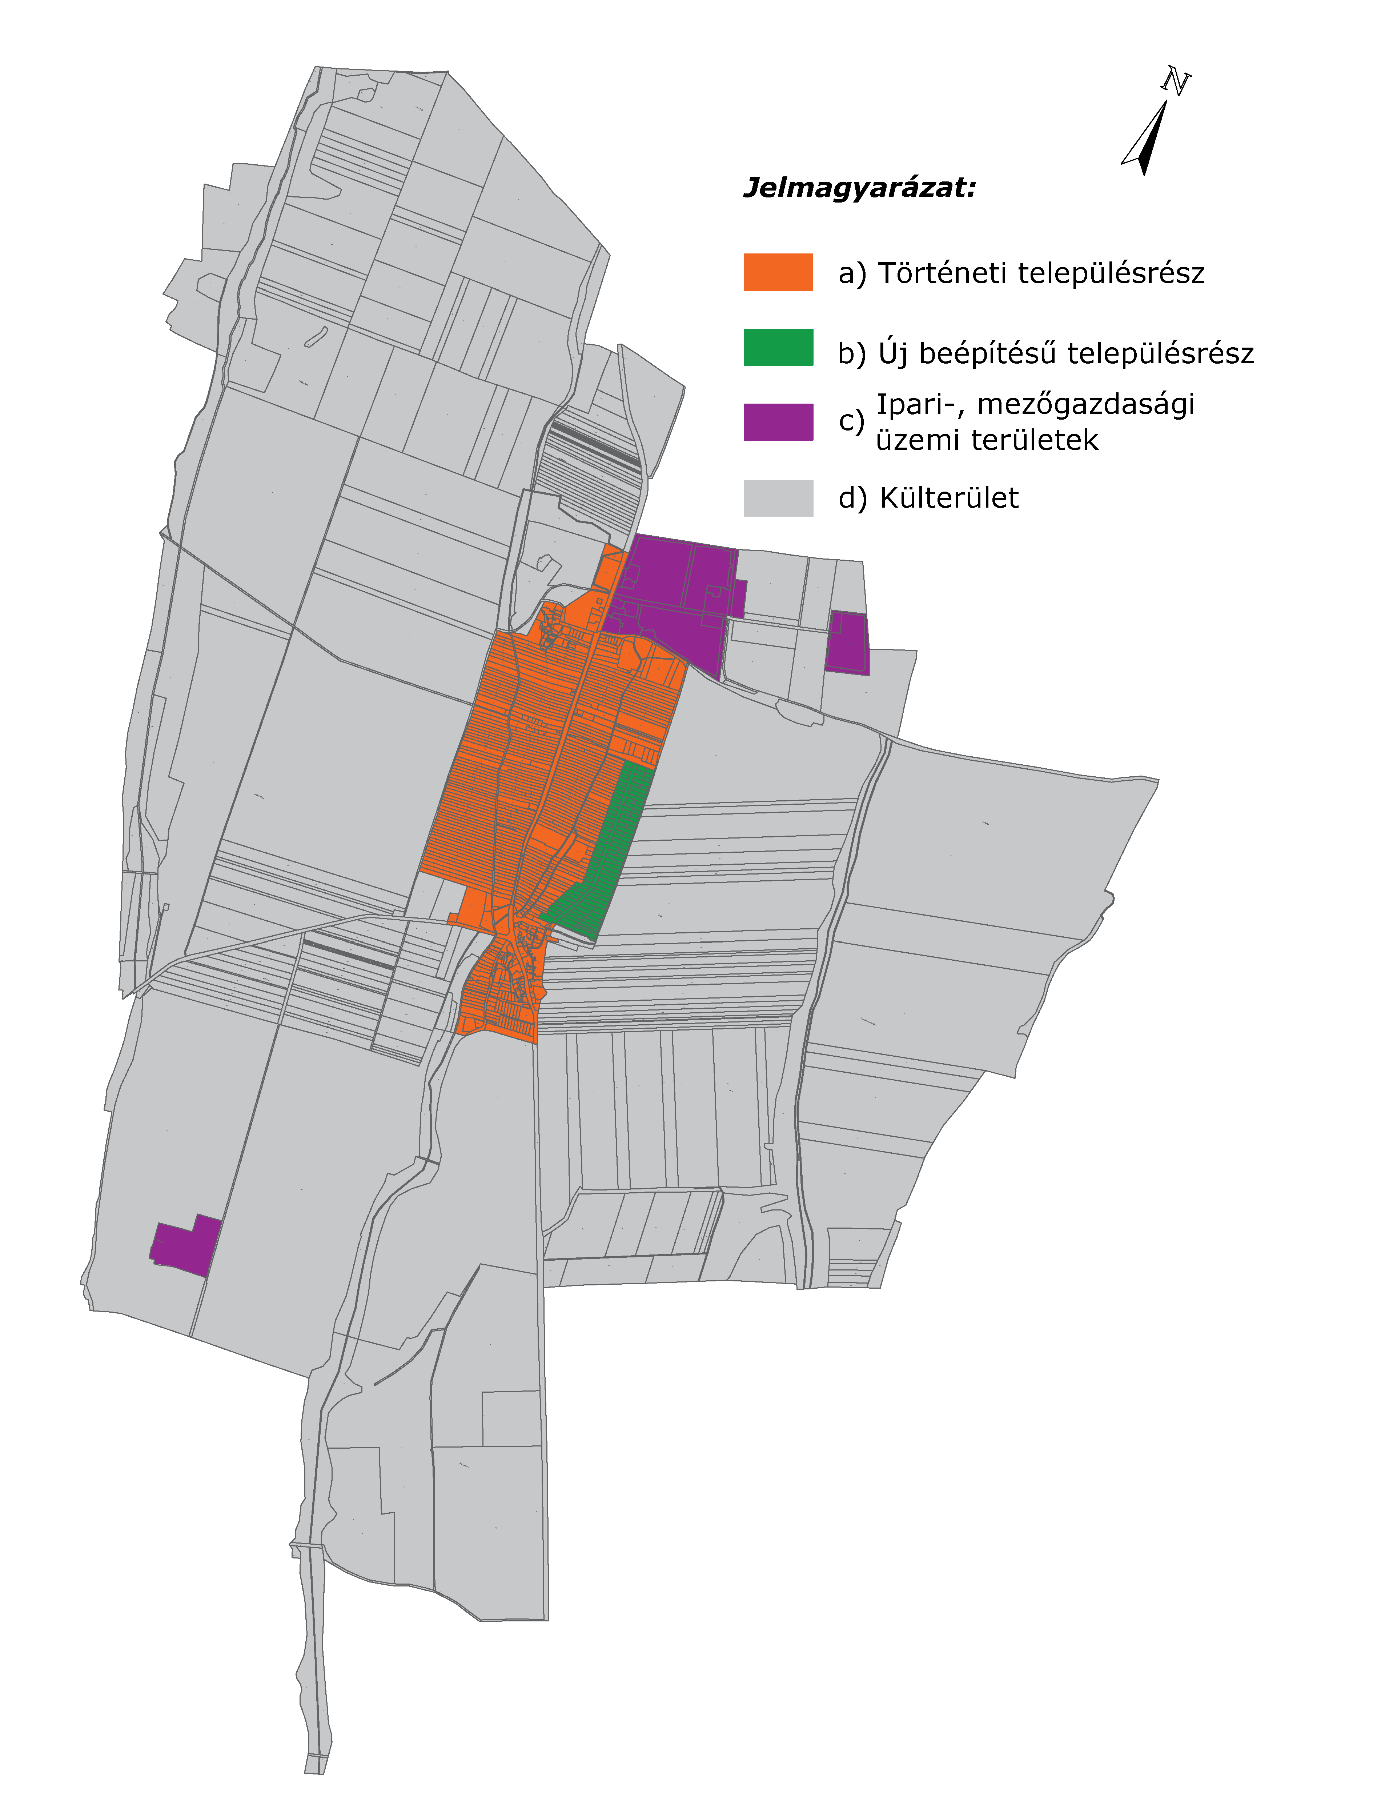 N
Jelmagyarázat:
a) Történeti településrész
b) Új beépítésű településrész
c) Ipari-, mezőgazdasági
üzemi területek
d) Külterület